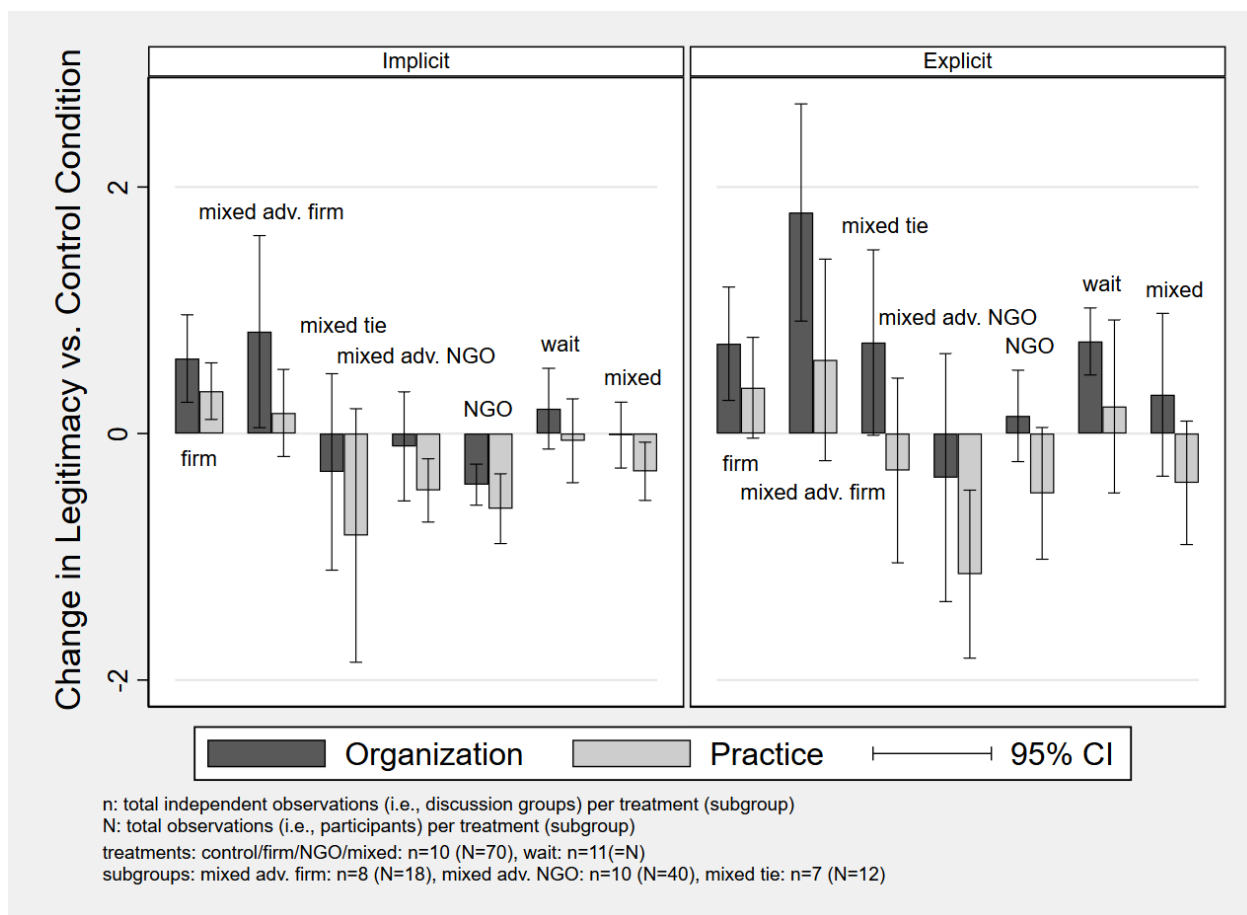 Implicit
Explicit
Change in Legitimacy vs. Control Condition
2
0
-2
mixed adv. firm
mixed tie
mixed adv. NGO
wait
mixed
NGO
firm
mixed tie
wait
mixed
mixed adv. NGO
NGO
firm
mixed adv. firm
Organization
Practice
95% CI
n: total independent observations (i.e., discussion groups) per treatment (subgroup)
N: total observations (i.e., participants) per treatment (subgroup)
treatments: control/firm/NGO/mixed: n=10 (N=70), wait: n=11(=N)
subgroups: mixed adv. firm: n=8 (N=18), mixed adv. NGO: n=10 (N=40), mixed tie: n=7 (N=12)